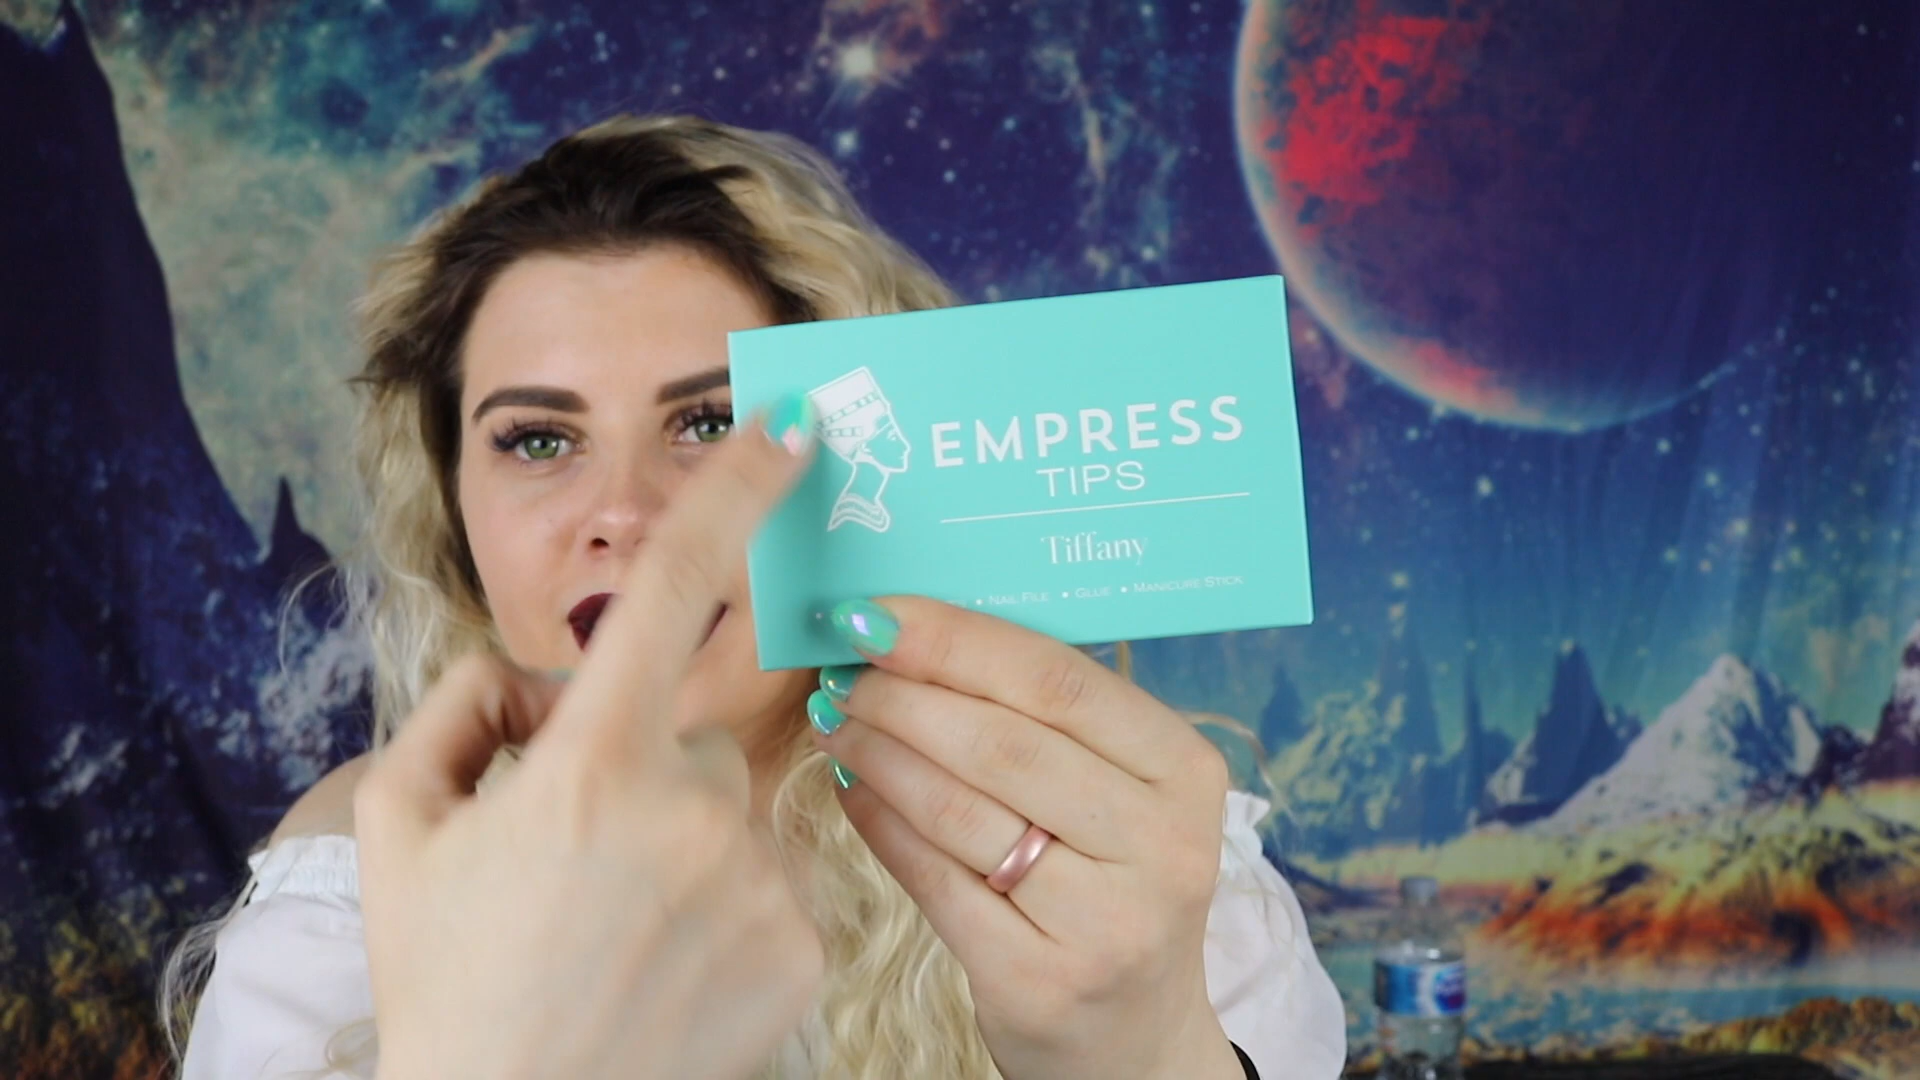 EMPRESS
TIPS
Tiffany
• Nail File • Glue • Manicure Stick